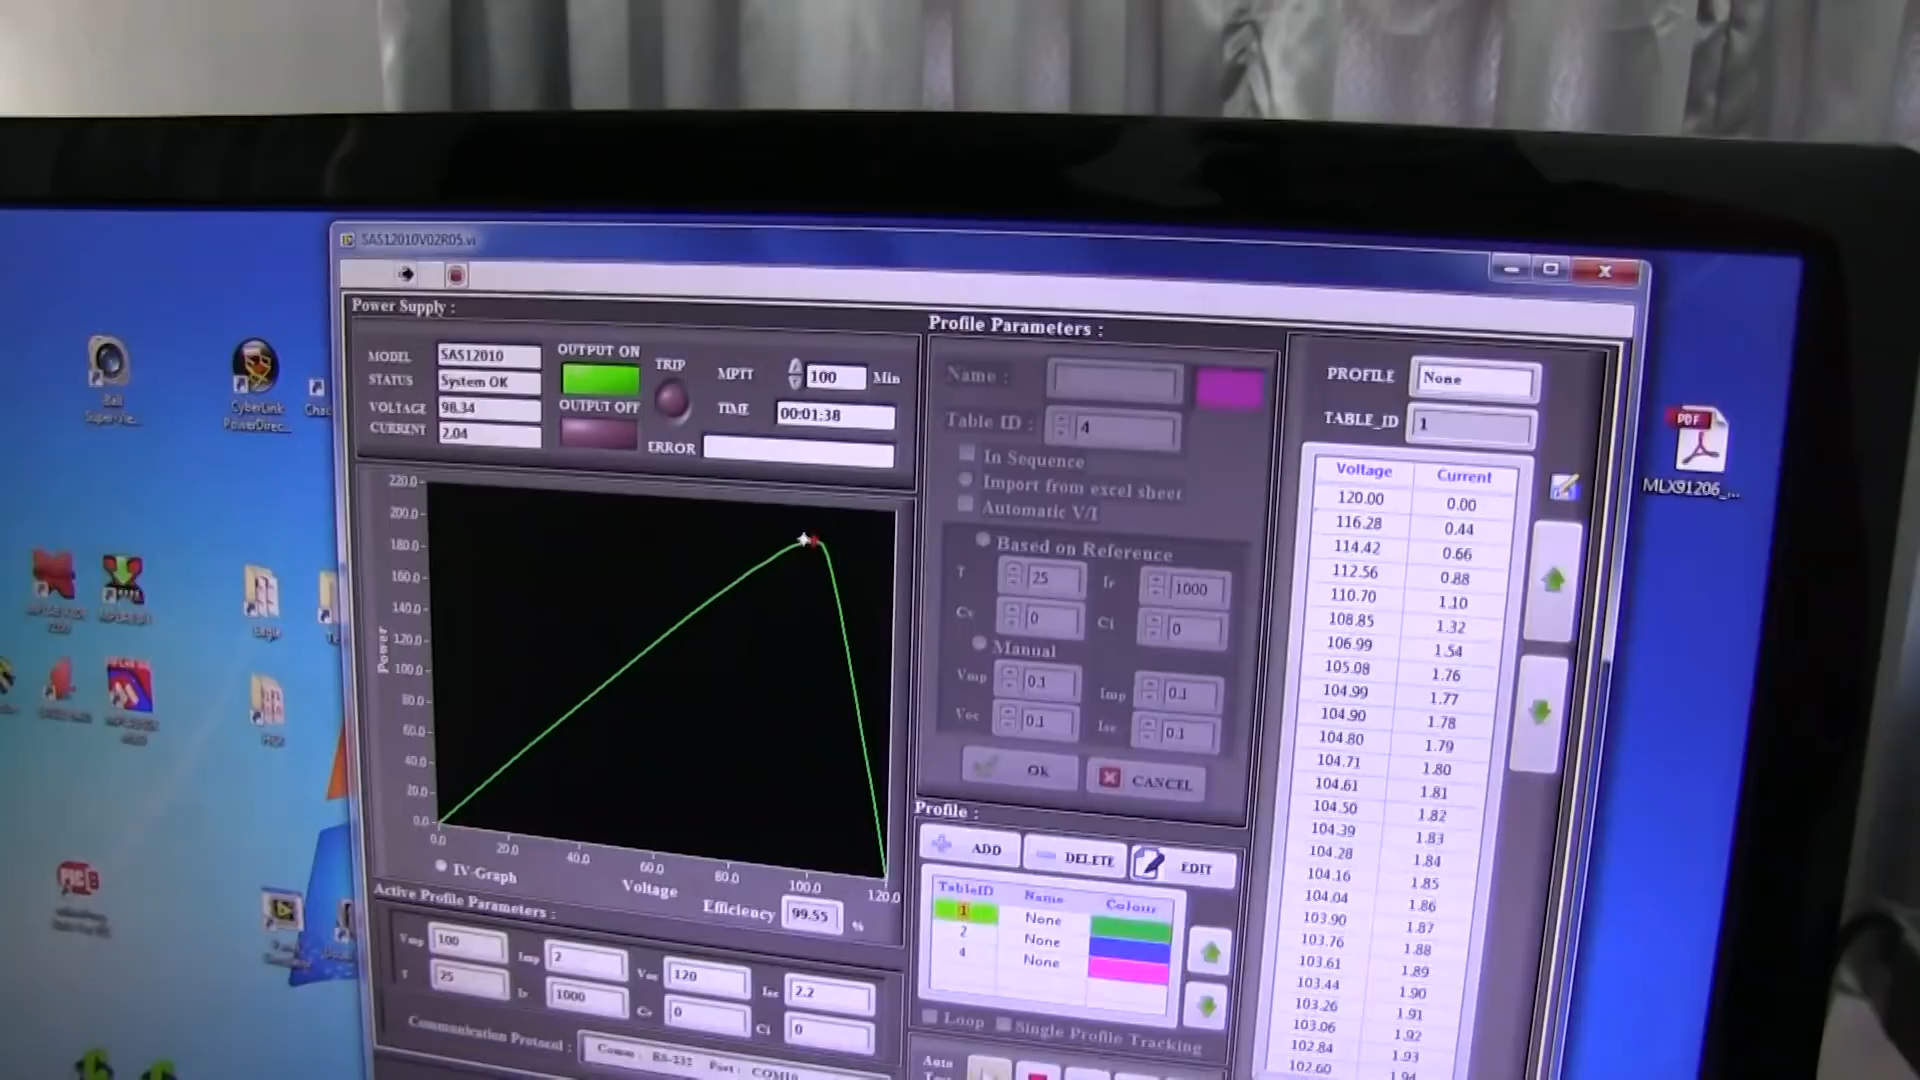 SAS12010V02R05.vi
Power Supply :
MODEL SAS12010
STATUS System OK
VOLTAGE 98.34
CURRENT 2.04
OUTPUT ON
OUTPUT OFF
TRIP
MPTT 100 Min
TIME 00:01:38
ERROR
220.0
200.0
180.0
160.0
140.0
120.0
100.0
80.0
60.0
40.0
20.0
0.0
Power
0.0 20.0 40.0 60.0 80.0 100.0 120.0
Voltage
IV-Graph
Efficiency 99.55 %
Active Profile Parameters :
Vmp 100 Imp 2 Voc 120 Isc 2.2
T 25 Ir 1000 Cv 0 Ci 0
Communication Protocol :
Comm : RS-232 Port : COM10
Profile Parameters :
Name :
Table ID : 4
In Sequence
Import from excel sheet
Automatic V/I
Based on Reference
T 25 Ir 1000
Cv 0 Ci 0
Manual
Vmp 0.1 Imp 0.1
Voc 0.1 Isc 0.1
OK CANCEL
Profile :
ADD DELETE EDIT
TableID Name Colour
1 None
2 None
4 None
Loop Single Profile Tracking
Auto
PROFILE None
TABLE_ID 1
Voltage Current
120.00 0.00
116.28 0.44
114.42 0.66
112.56 0.88
110.70 1.10
108.85 1.32
106.99 1.54
105.08 1.76
104.99 1.77
104.90 1.78
104.80 1.79
104.71 1.80
104.61 1.81
104.50 1.82
104.39 1.83
104.28 1.84
104.16 1.85
104.04 1.86
103.90 1.87
103.76 1.88
103.61 1.89
103.44 1.90
103.26 1.91
103.06 1.92
102.84 1.93
102.60 1.94
CyberLink
PowerDirec...
Eagle
PDF
MLX91206_...